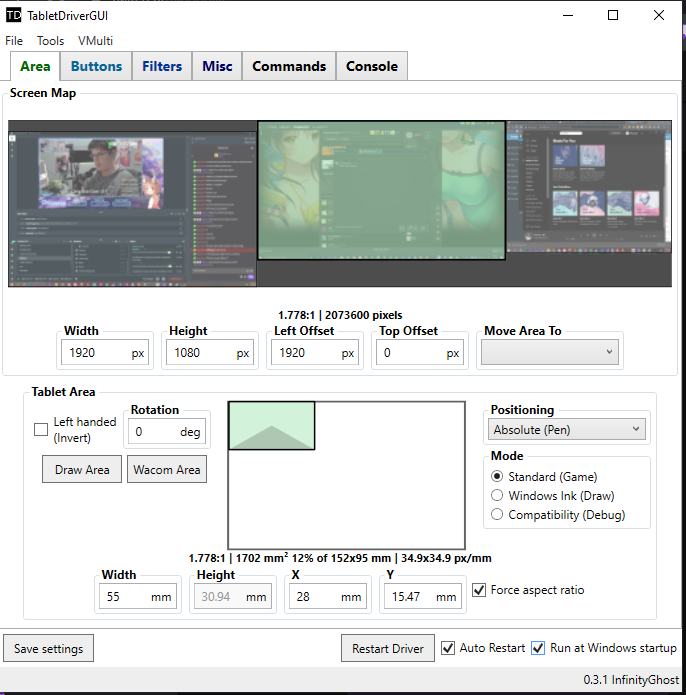 TD TabletDriverGUI
File Tools VMulti
Area Buttons Filters Misc Commands Console
Screen Map
1.778:1 | 2073600 pixels
Width Height Left Offset Top Offset Move Area To
1920 px 1080 px 1920 px 0 px
Tablet Area
Left handed
(Invert)
Rotation
0 deg
Draw Area Wacom Area
Positioning
Absolute (Pen)
Mode
Standard (Game)
Windows Ink (Draw)
Compatibility (Debug)
1.778:1 | 1702 mm² 12% of 152x95 mm | 34.9x34.9 px/mm
Width Height X Y
55 mm 30.94 mm 28 mm 15.47 mm
Force aspect ratio
Save settings Restart Driver Auto Restart Run at Windows startup
0.3.1 InfinityGhost